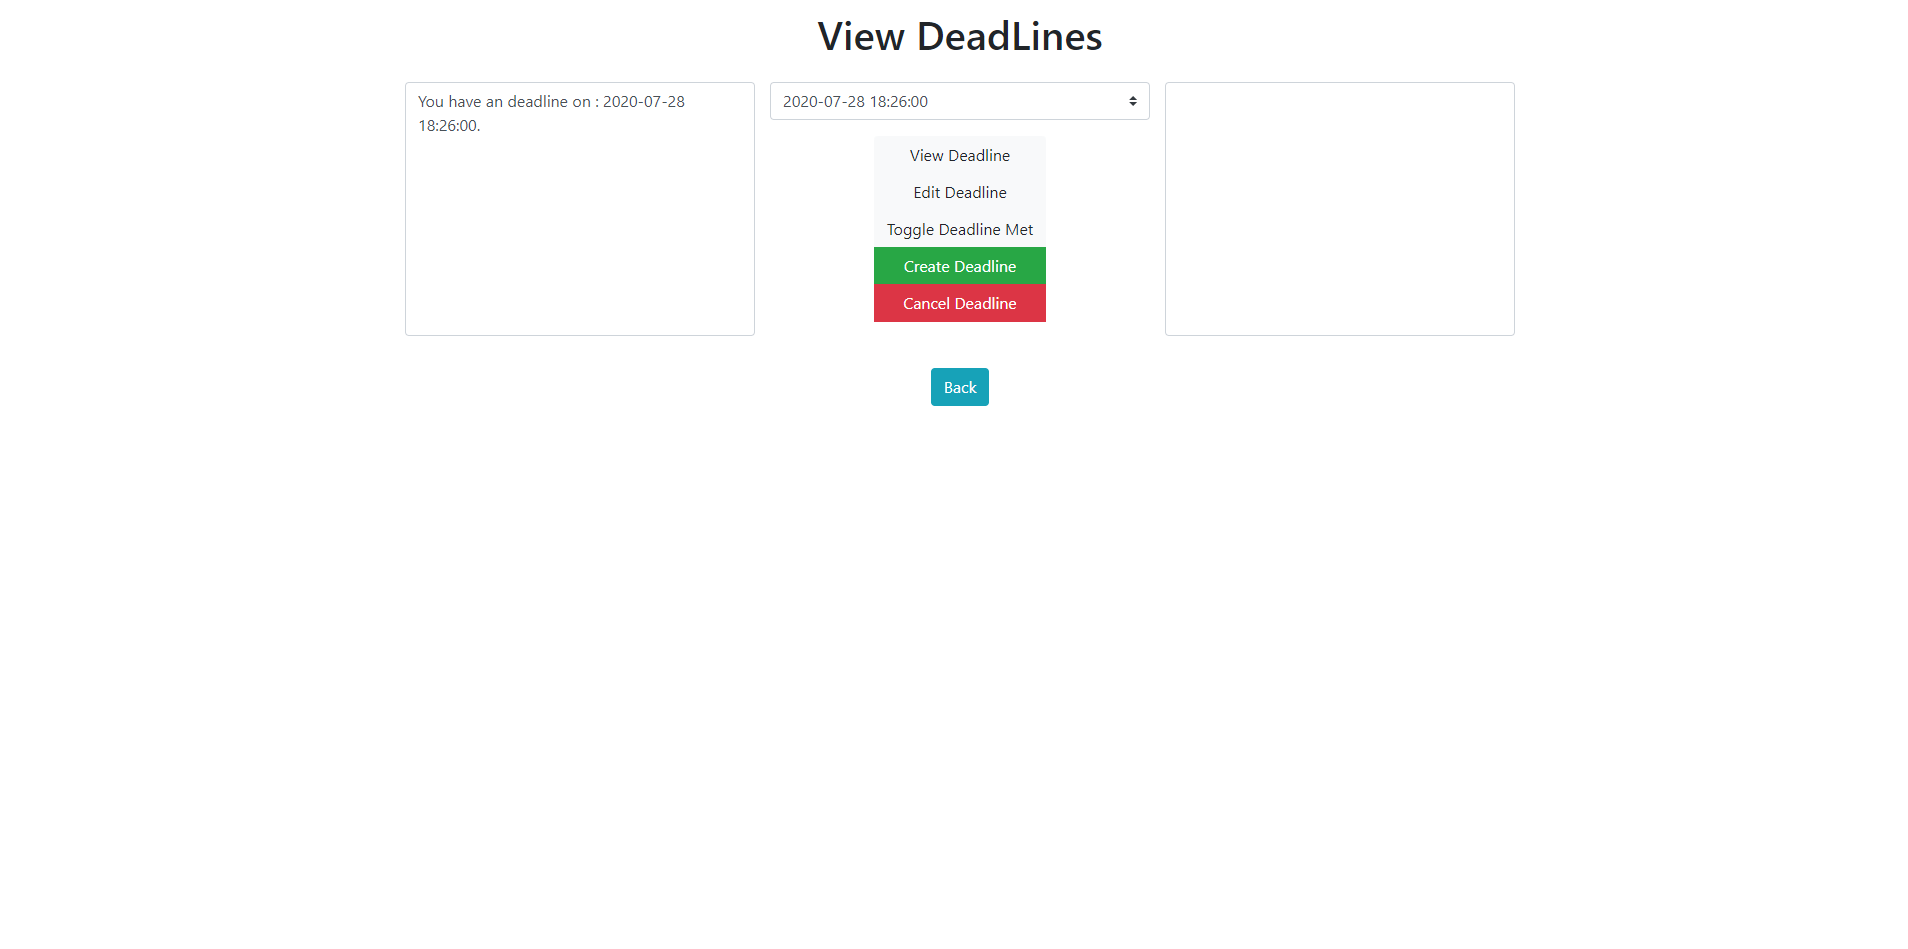 View DeadLines
You have an deadline on : 2020-07-28
18:26:00.
2020-07-28 18:26:00
View Deadline
Edit Deadline
Toggle Deadline Met
Create Deadline
Cancel Deadline
Back